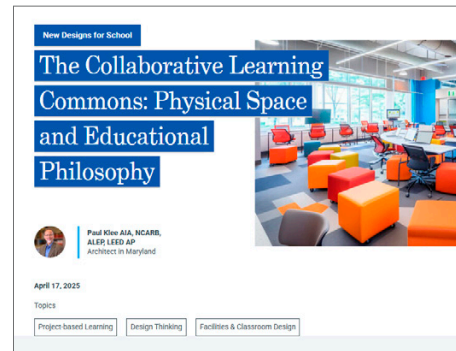 New Designs for School
The Collaborative Learning
Commons: Physical Space
and Educational
Philosophy
Paul Klee AIA, NCARB,
ALEP, LEED AP
Architect in Maryland
April 17, 2025
Topics
Project-based Learning
Design Thinking
Facilities & Classroom Design